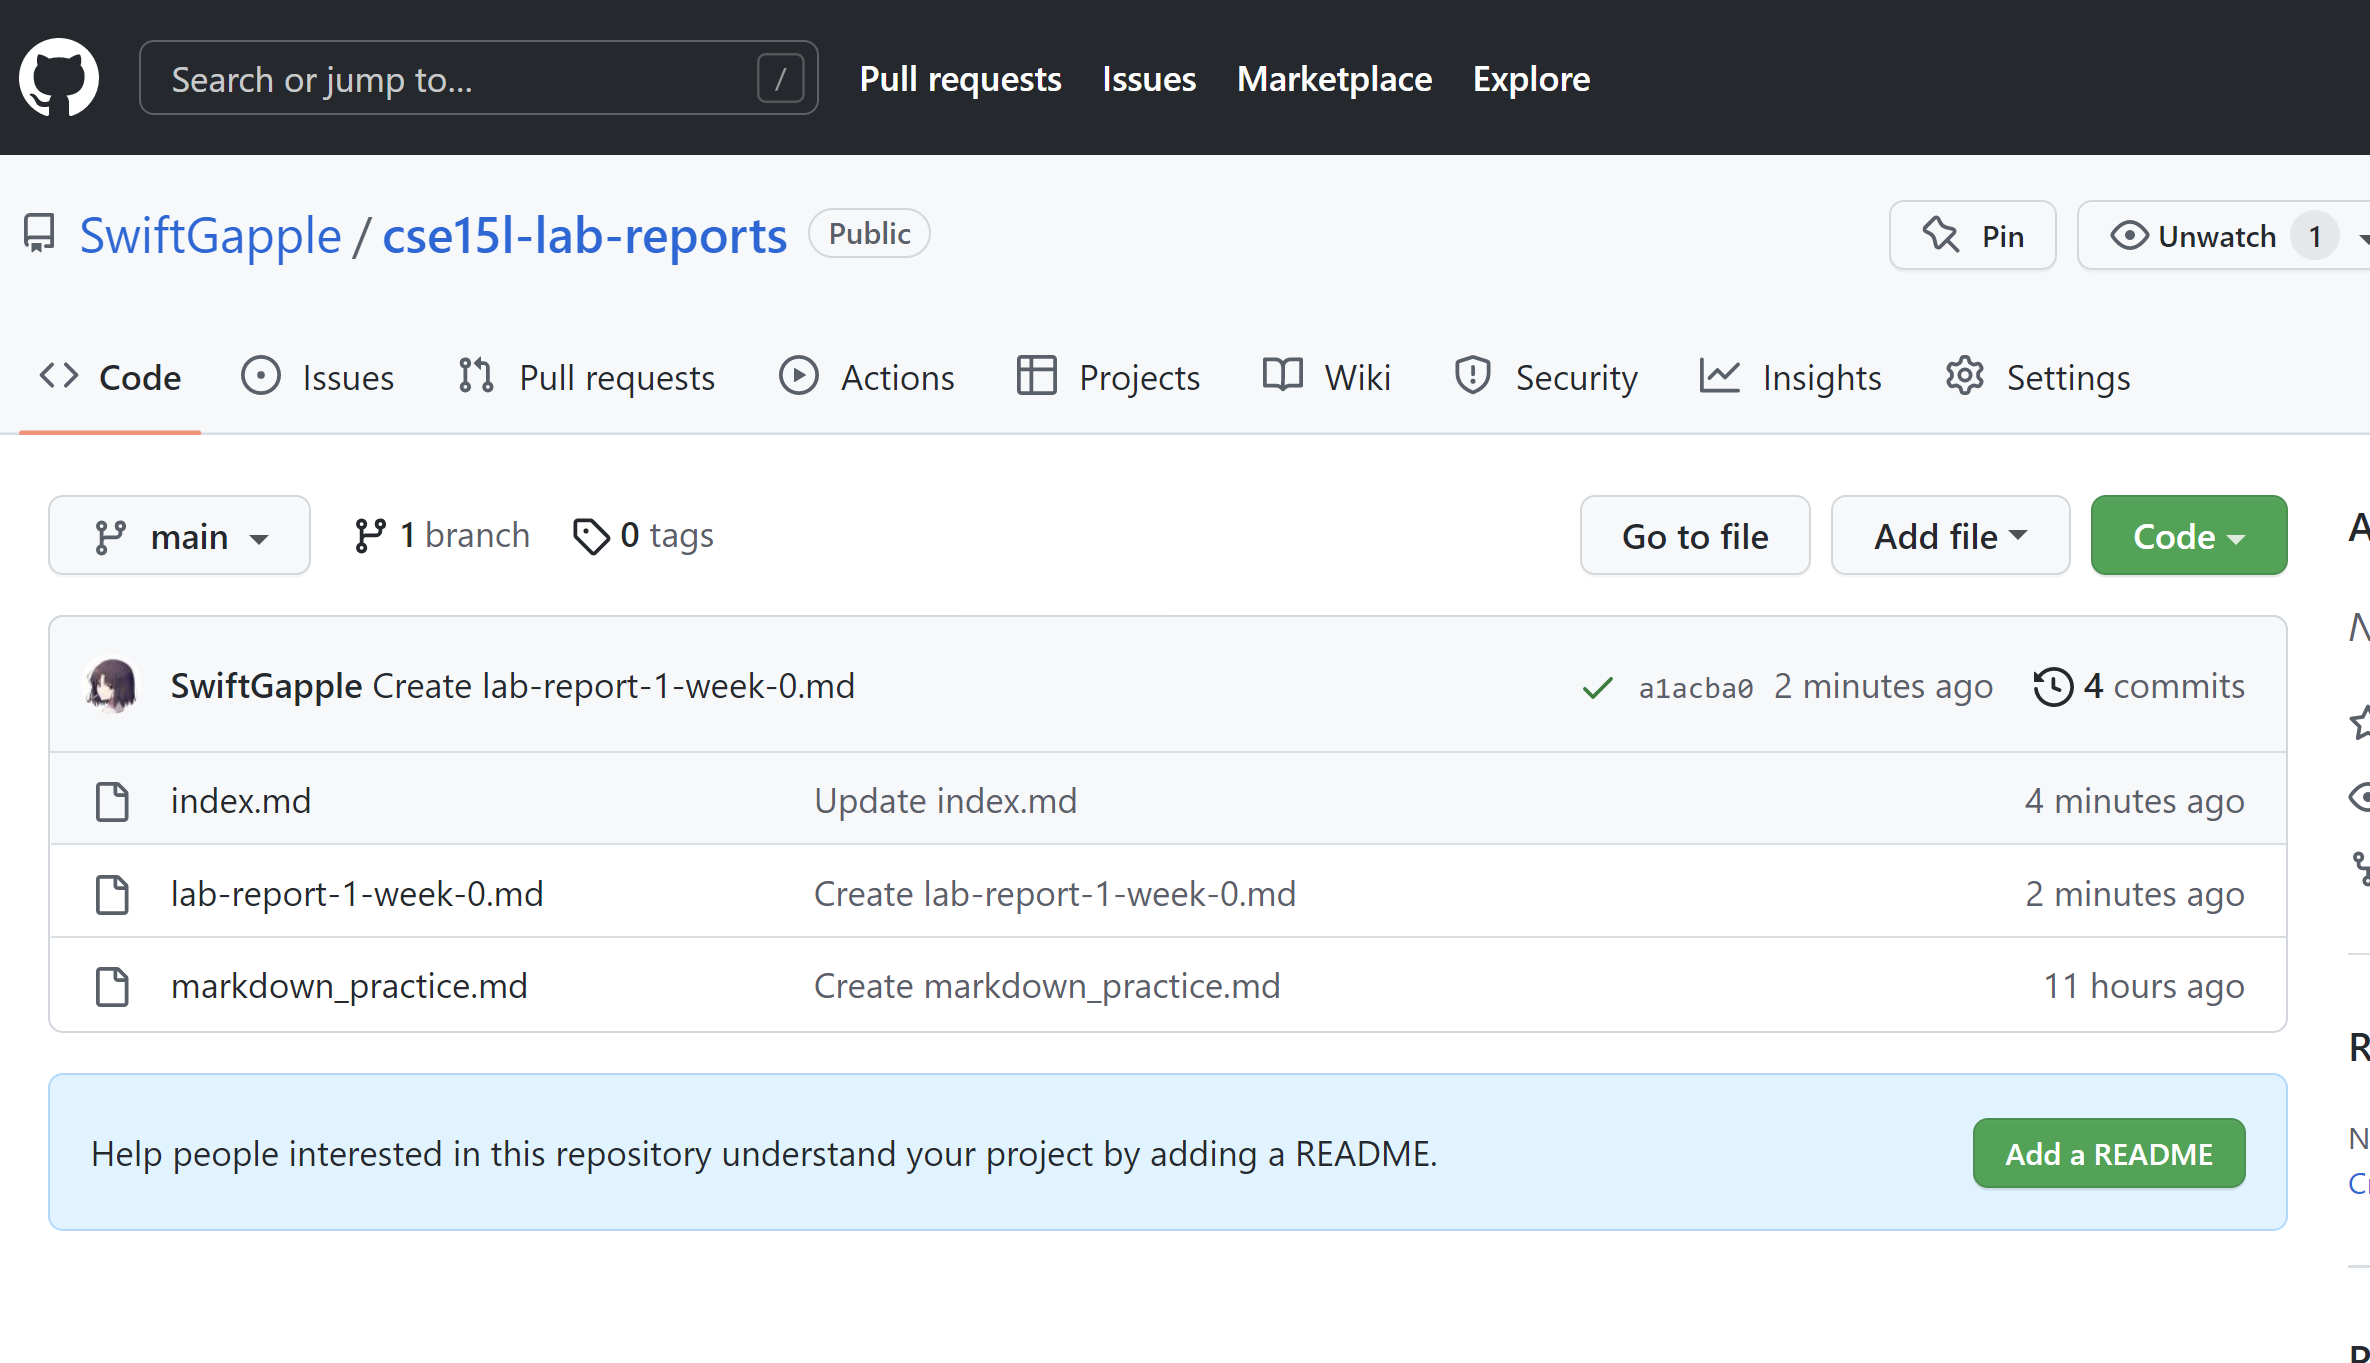 Search or jump to... /
Pull requests Issues Marketplace Explore
SwiftGapple / cse15l-lab-reports Public
Pin
Unwatch 1
Code Issues Pull requests Actions Projects Wiki Security Insights Settings
main 1 branch 0 tags
Go to file Add file Code
SwiftGapple Create lab-report-1-week-0.md a1acba0 2 minutes ago 4 commits
index.md Update index.md 4 minutes ago
lab-report-1-week-0.md Create lab-report-1-week-0.md 2 minutes ago
markdown_practice.md Create markdown_practice.md 11 hours ago
Help people interested in this repository understand your project by adding a README. Add a README